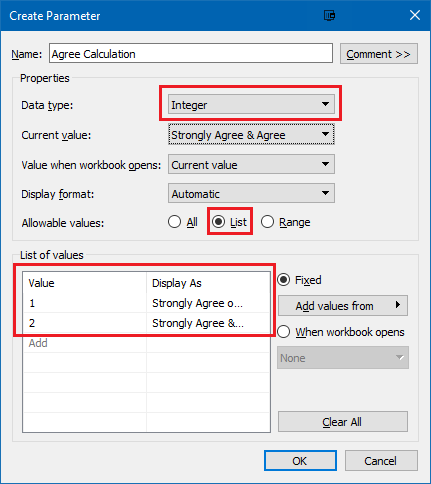 Create Parameter
Name: Agree Calculation Comment >>
Properties
Data type: Integer
Current value: Strongly Agree & Agree
Value when workbook opens: Current value
Display format: Automatic
Allowable values: All List Range
List of values
Value Display As Fixed
1 Strongly Agree o... Add values from
2 Strongly Agree &... When workbook opens
Add None
Clear All
OK Cancel